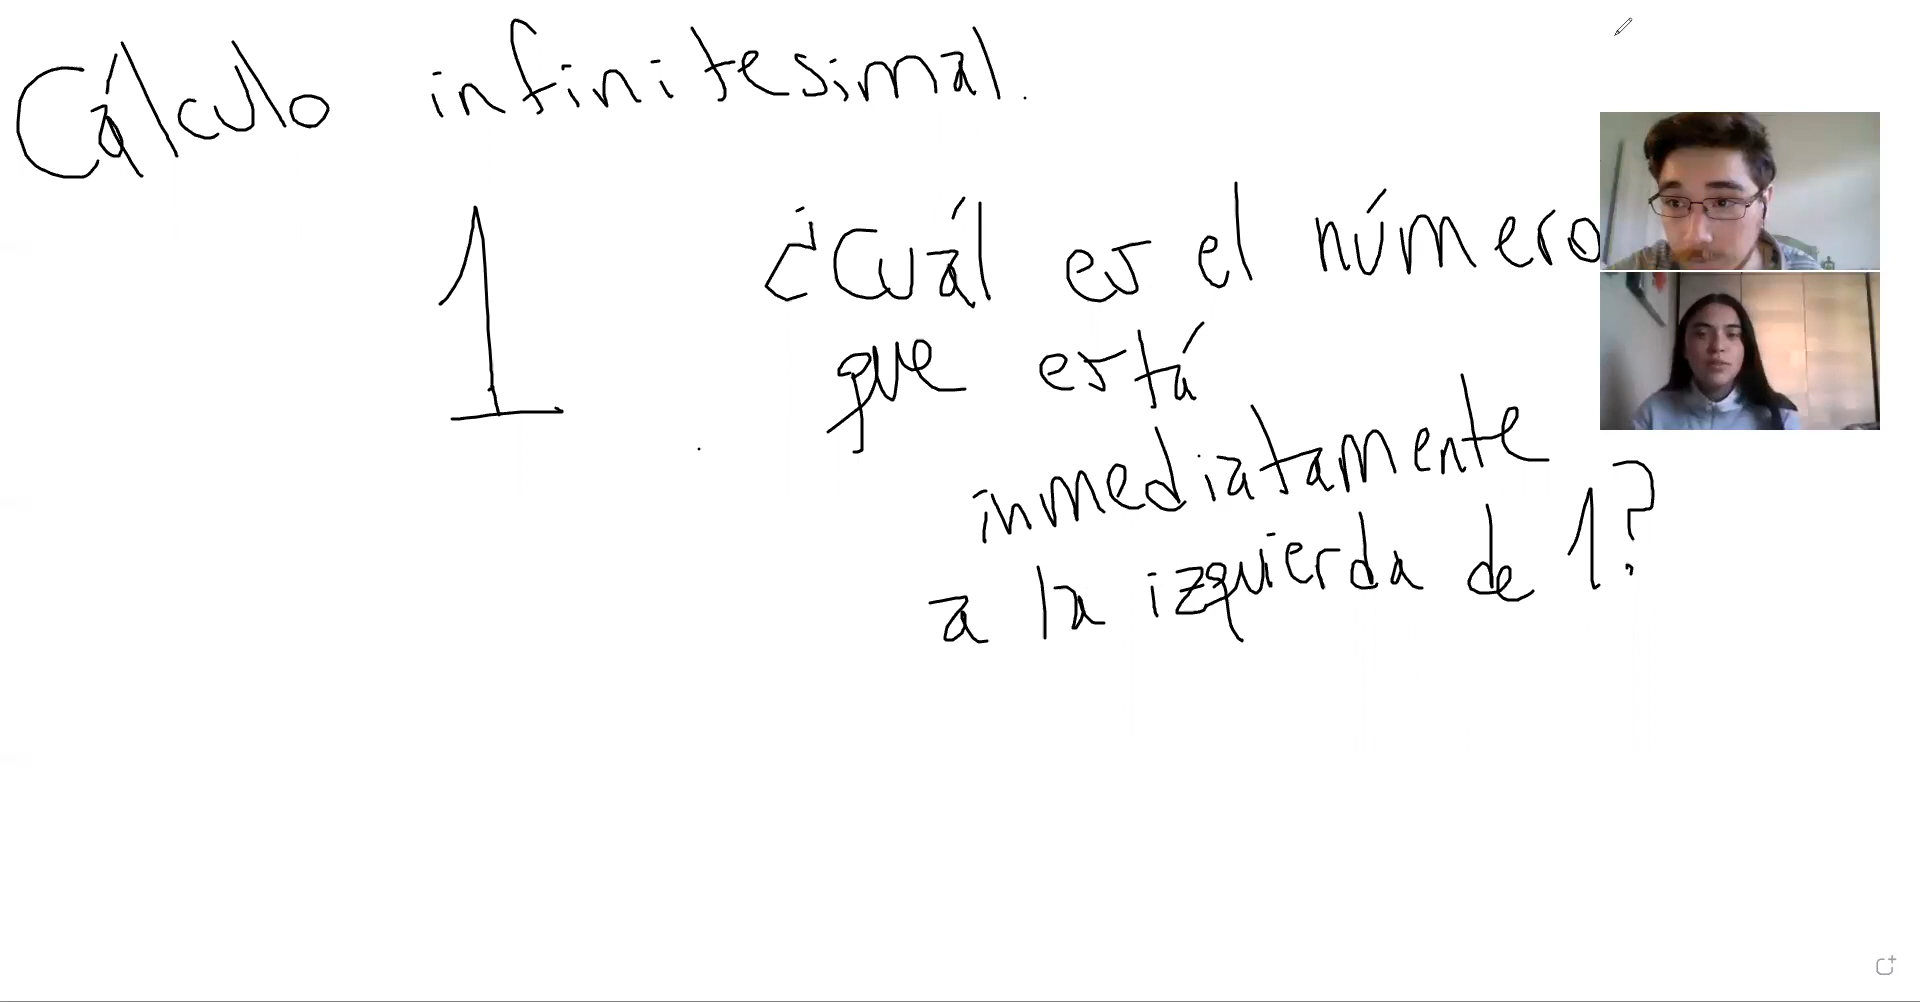 Cálculo infinitesimal.
1
¿Cuál es el número
que está
inmediatamente
a la izquierda de 1?